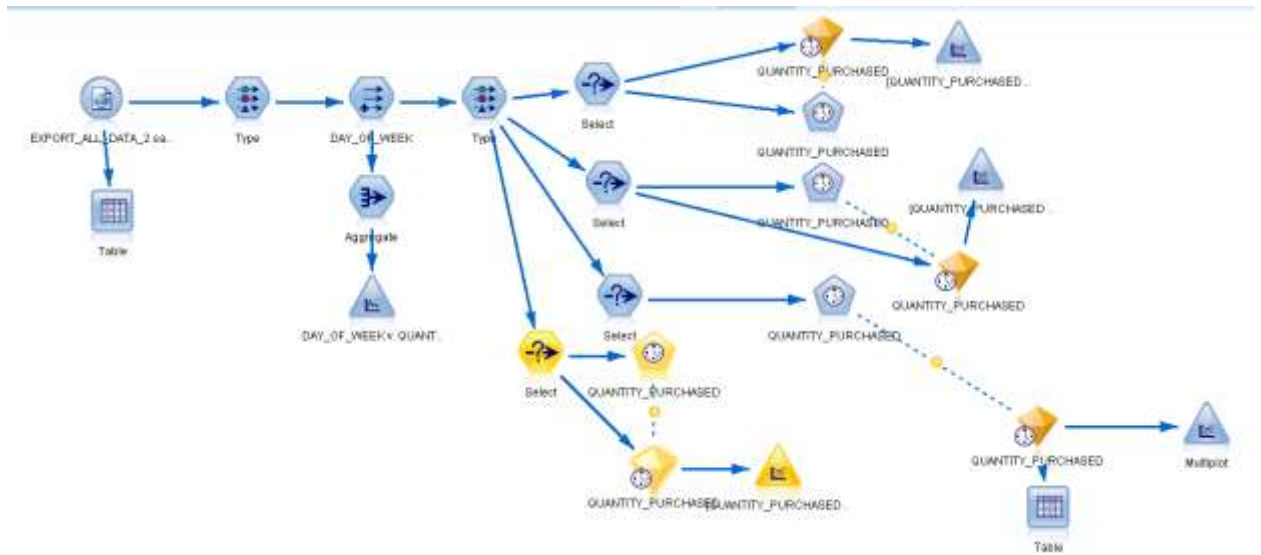 QUANTITY_PURCHASED
[QUANTITY_PURCHASED...
Select
EXPORT_ALL_DATA_2.sa...
Type
DAY_OF_WEEK
Type
QUANTITY_PURCHASED
QUANTITY_PURCHASED
[QUANTITY_PURCHASED...
Select
Aggregate
Table
QUANTITY_PURCHASED
DAY_OF_WEEK v. QUANT...
Select
QUANTITY_PURCHASED
Select
QUANTITY_PURCHASED
QUANTITY_PURCHASED
Multiplot
QUANTITY_PURCHASED
[QUANTITY_PURCHASED...
Table